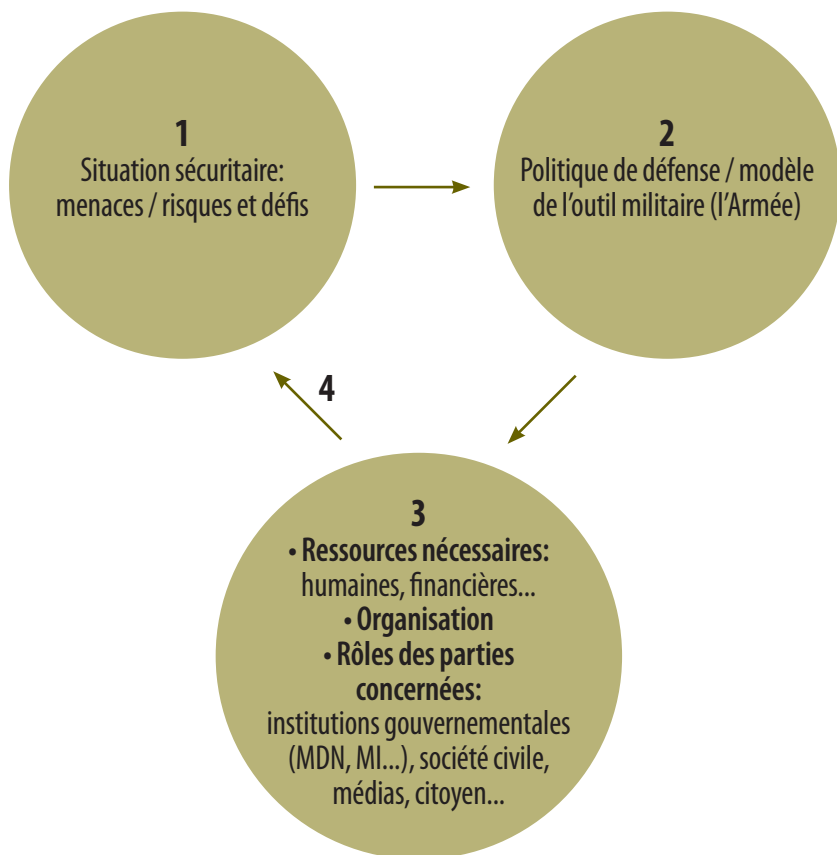 1
Situation sécuritaire:
menaces / risques et défis
2
Politique de défense / modèle
de l'outil militaire (l'Armée)
4
3
• Ressources nécessaires:
humaines, financières...
• Organisation
• Rôles des parties
concernées:
institutions gouvernementales
(MDN, MI...), société civile,
médias, citoyen...